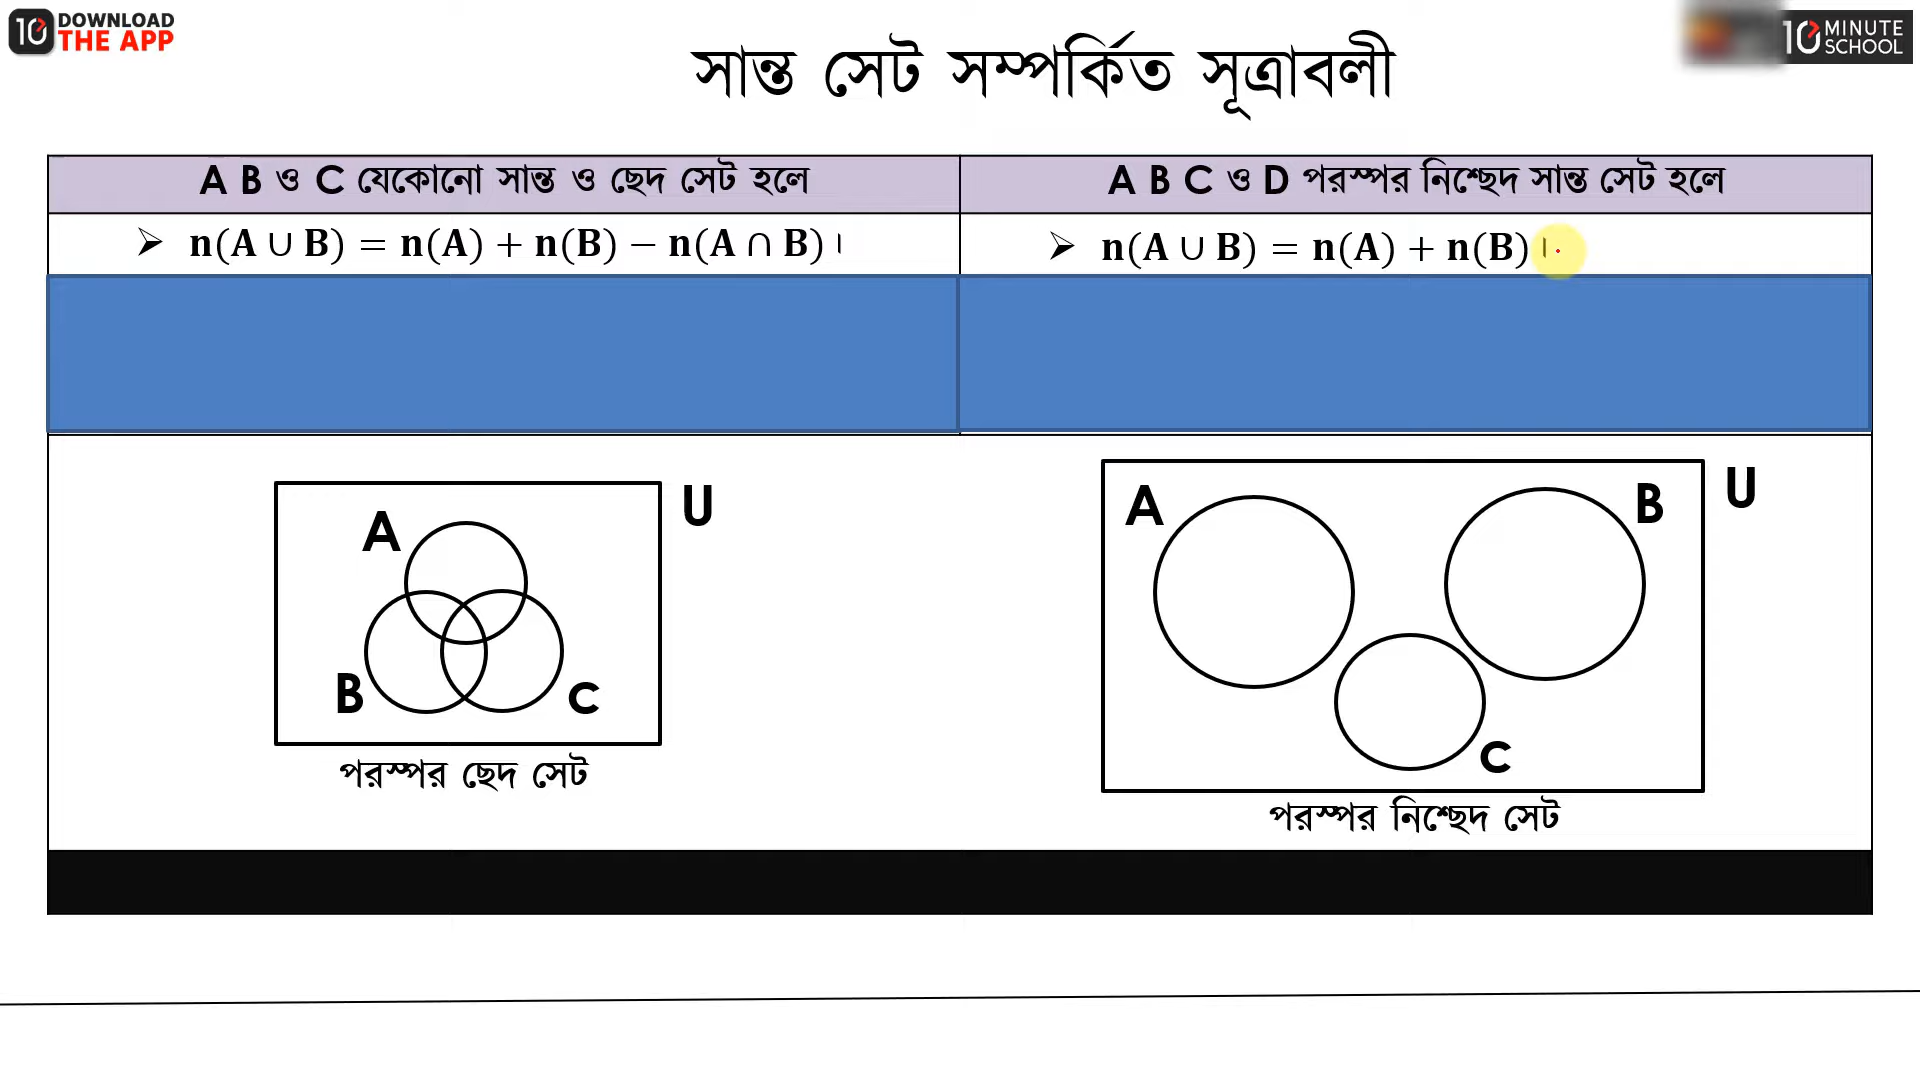 10 DOWNLOAD
THE APP
10 MINUTE
SCHOOL
সান্ত সেট সম্পর্কিত সূত্রাবলী
A B ও C যেকোনো সান্ত ও ছেদ সেট হলে
A B C ও D পরস্পর নিশ্ছেদ সান্ত সেট হলে
➢ n(A ∪ B) = n(A) + n(B) − n(A ∩ B)।
➢ n(A ∪ B) = n(A) + n(B)।
A
U
B
C
পরস্পর ছেদ সেট
A
B
U
C
পরস্পর নিশ্ছেদ সেট